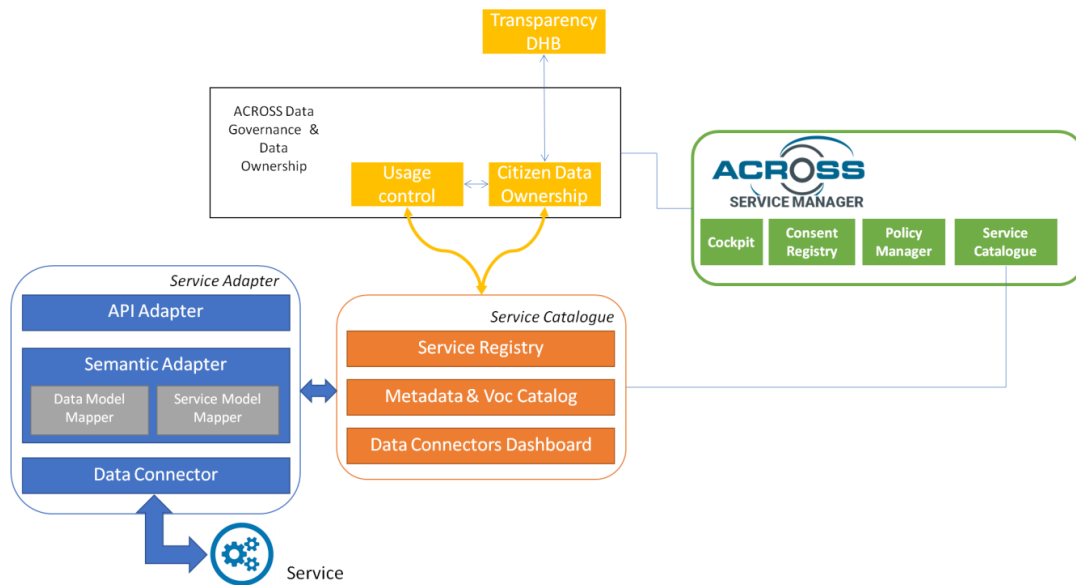 Transparency
DHB
ACROSS Data
Governance &
Data
Ownership
Usage
control
Citizen Data
Ownership
ACROSS
SERVICE MANAGER
Cockpit
Consent
Registry
Policy
Manager
Service
Catalogue
Service Adapter
API Adapter
Semantic Adapter
Data Model
Mapper
Service Model
Mapper
Data Connector
Service Catalogue
Service Registry
Metadata & Voc Catalog
Data Connectors Dashboard
Service